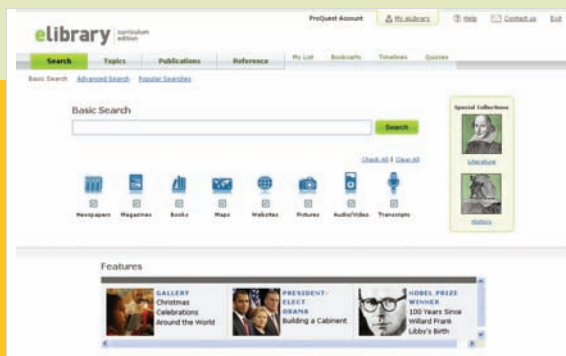 ProQuest Account My eLibrary Help Contact us Exit
elibrary curriculum edition
Search Topics Publications Reference My List Bookcarts Timelines Quizzes
Basic Search Advanced Search Popular Searches
Basic Search
Search
Special Collections
Check All | Clear All
Literature
Newspapers Magazines Books Maps Websites Pictures Audio/Video Transcripts
History
Features
GALLERY
Christmas
Celebrations
Around the World
PRESIDENT-
ELECT
OBAMA
Building a Cabinent
NOBEL PRIZE
WINNER
100 Years Since
Willard Frank
Libby's Birth